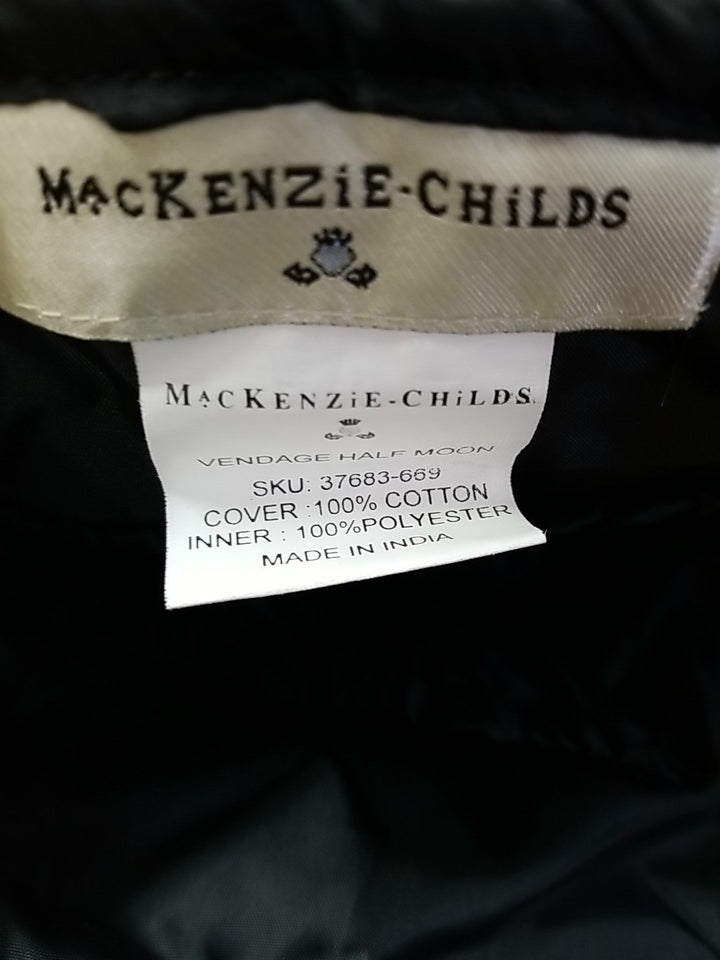 MACKENZiE-CHiLDS
MACKENZiE-CHiLDS
VENDAGE HALF MOON
SKU: 37683-669
COVER :100% COTTON
INNER : 100%POLYESTER
MADE IN INDIA